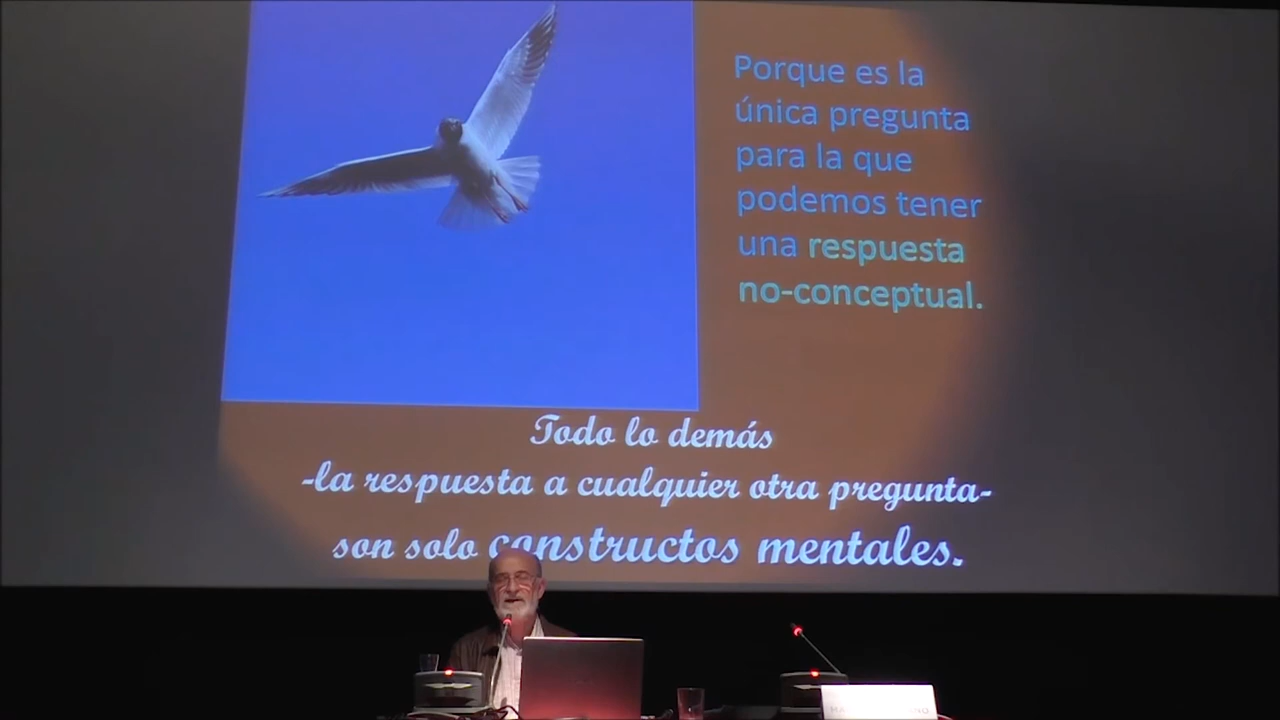 Porque es la
única pregunta
para la que
podemos tener
una respuesta
no-conceptual.
Todo lo demás
-la respuesta a cualquier otra pregunta-
son solo constructos mentales.